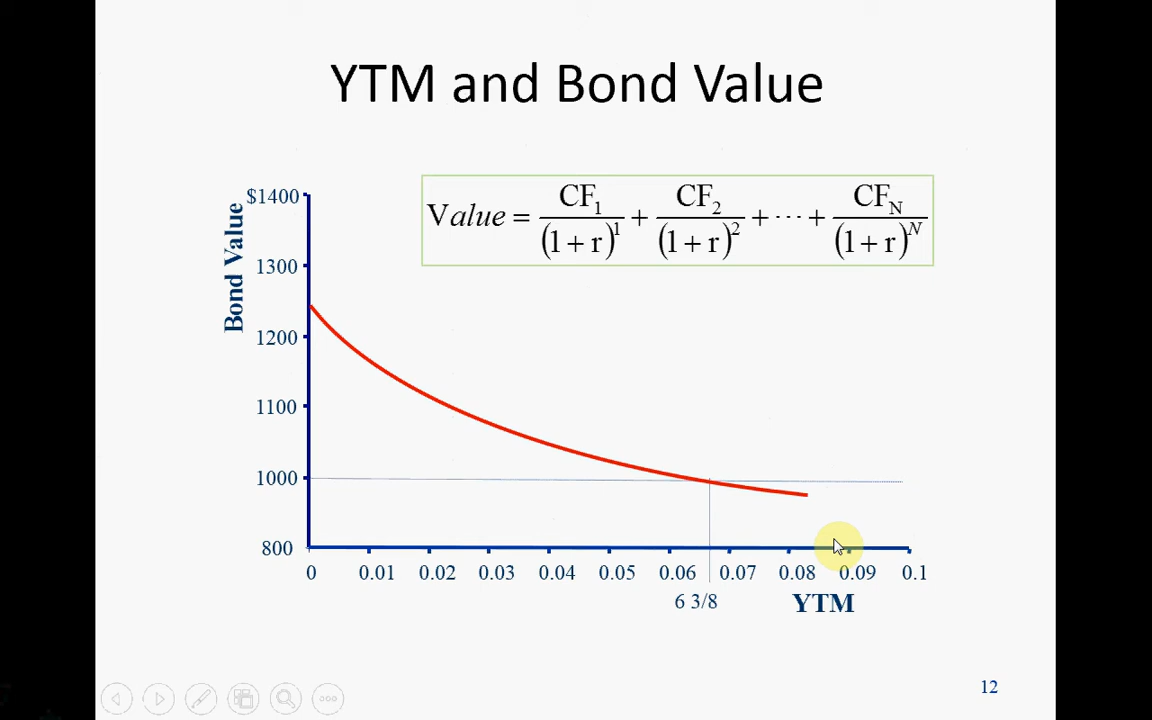 YTM and Bond Value
Value = CF1/(1 + r)^1 + CF2/(1 + r)^2 + ⋯ + CFN/(1 + r)^N
Bond Value
$1400
1300
1200
1100
1000
800
0 0.01 0.02 0.03 0.04 0.05 0.06 0.07 0.08 0.09 0.1
6 3/8
YTM
12